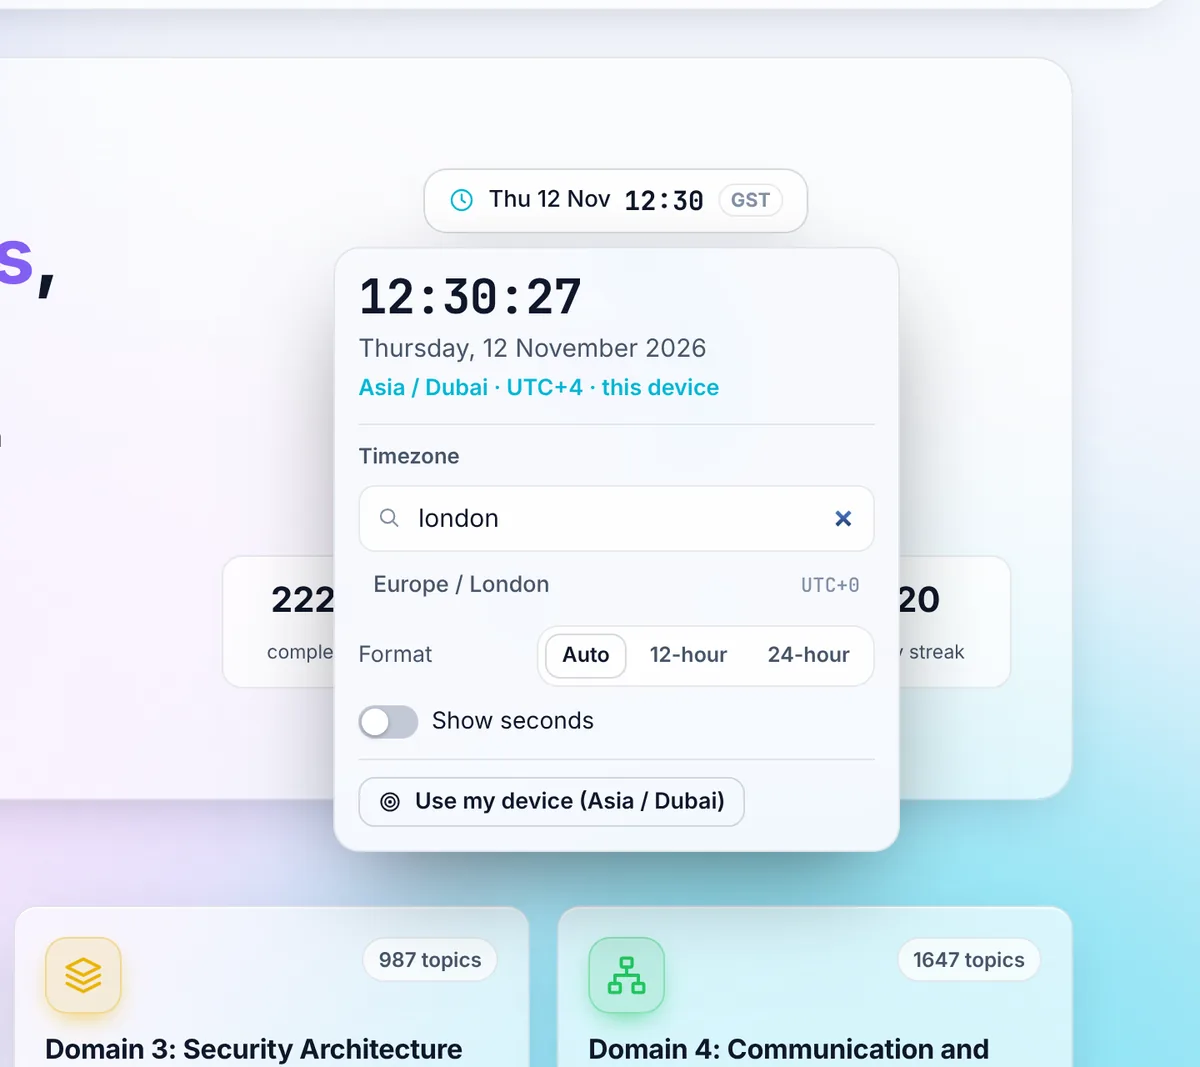 s,
Thu 12 Nov 12:30 GST
12:30:27
Thursday, 12 November 2026
Asia / Dubai · UTC+4 · this device
Timezone
london
Europe / London UTC+0
222
20
comple
streak
Format Auto 12-hour 24-hour
Show seconds
Use my device (Asia / Dubai)
987 topics
1647 topics
Domain 3: Security Architecture
Domain 4: Communication and